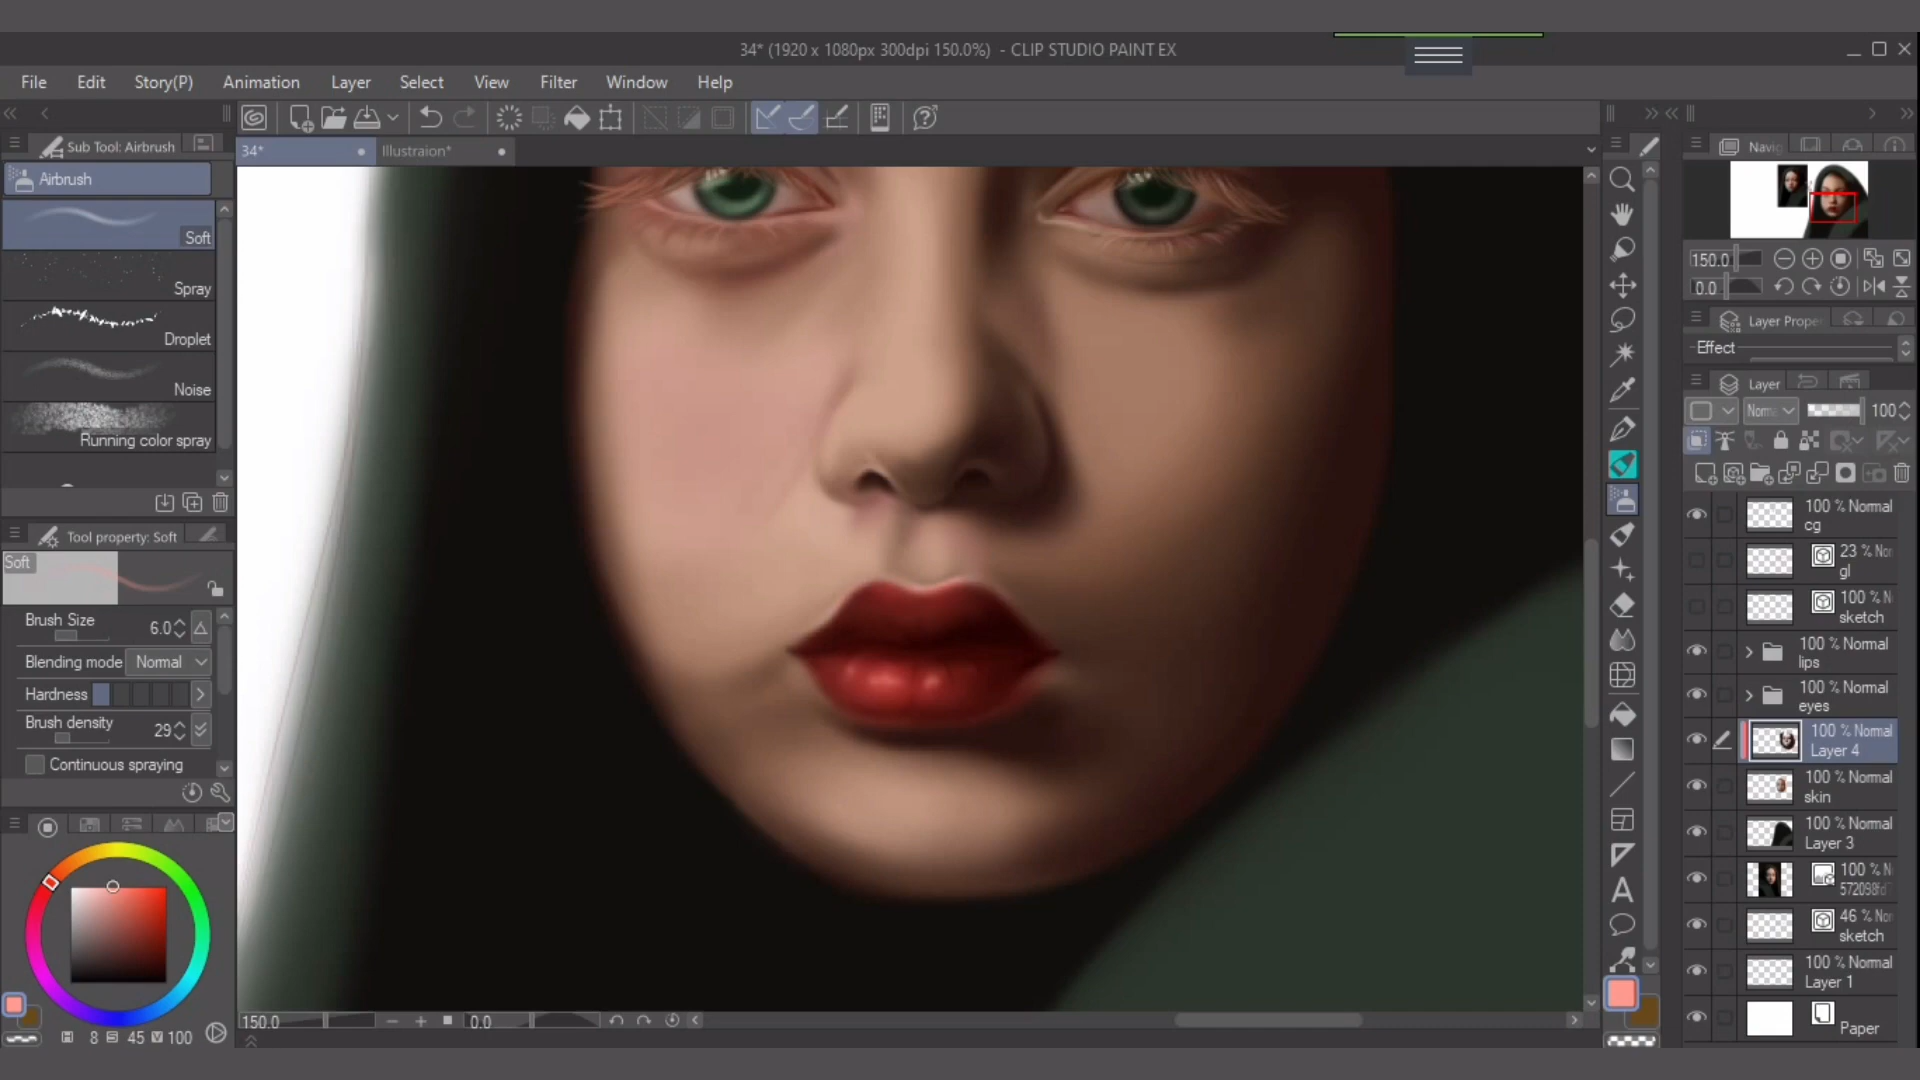 34* (1920 x 1080px 300dpi 150.0%) - CLIP STUDIO PAINT EX
File Edit Story(P) Animation Layer Select View Filter Window Help
Sub Tool: Airbrush
34* Illustraion*
Airbrush
Soft
Spray
Droplet
Noise
Running color spray
Tool property: Soft
Soft
Brush Size 6.0
Blending mode Normal
Hardness
Brush density 29
Continuous spraying
8 45 100
150.0 0.0
A
Navig
150.0
0.0
Layer Proper
Effect
Layer
Norm 100
100 % Normal
cg
23 % Nor
gl
100 % N
sketch
100 % Normal
lips
100 % Normal
eyes
100 % Normal
Layer 4
100 % Normal
skin
100 % Normal
Layer 3
100 % N
572098fd
46 % Nor
sketch
100 % Normal
Layer 1
Paper